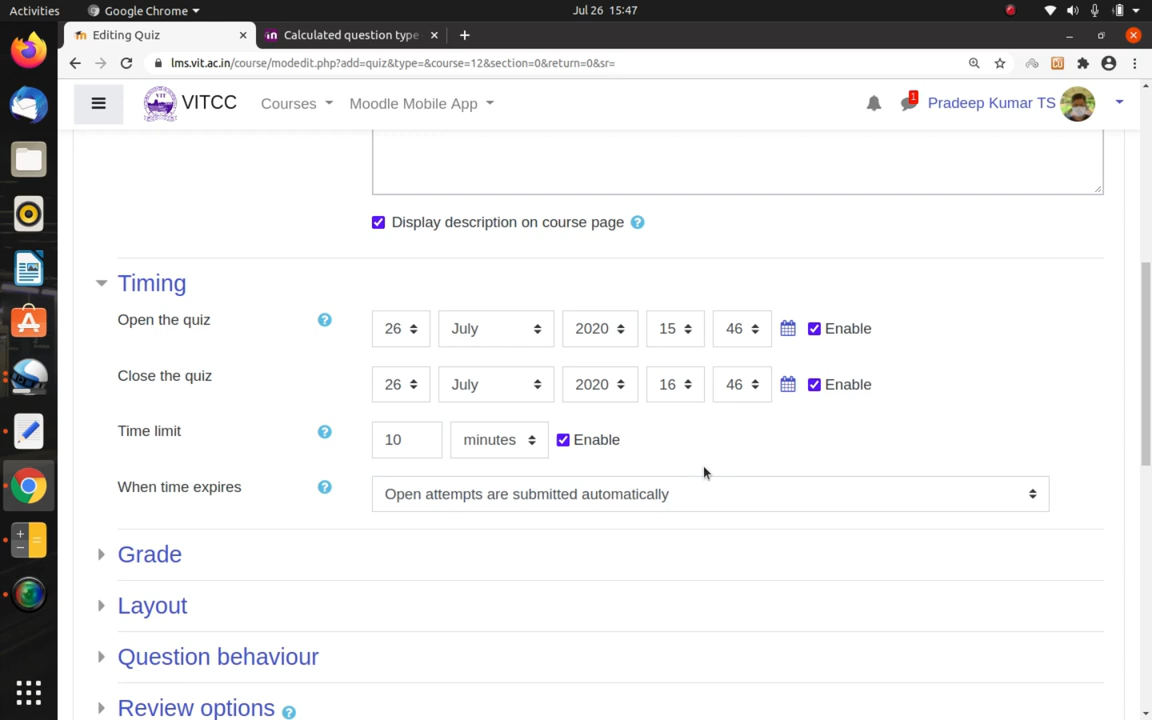 Activities Google Chrome Jul 26 15:47
Editing Quiz Calculated question type
lms.vit.ac.in/course/modedit.php?add=quiz&type=&course=12&section=0&return=0&sr=
VITCC Courses Moodle Mobile App 1 Pradeep Kumar TS
Display description on course page ?
Timing
Open the quiz ? 26 July 2020 15 46 Enable
Close the quiz 26 July 2020 16 46 Enable
Time limit ? 10 minutes Enable
When time expires ? Open attempts are submitted automatically
Grade
Layout
Question behaviour
Review options ?